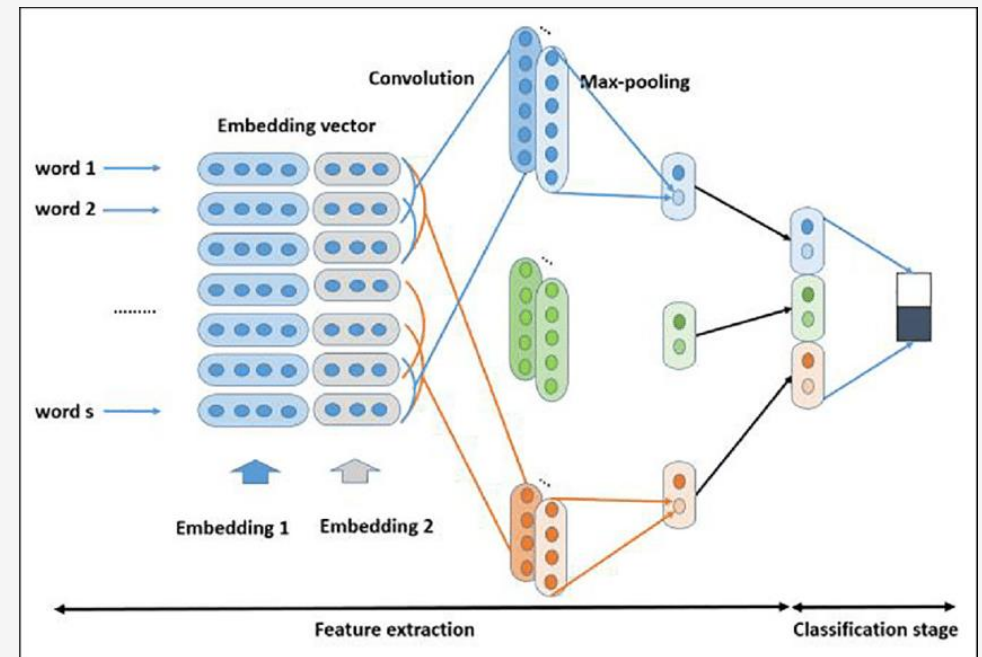 Convolution
Max-pooling
Embedding vector
word 1
word 2
.........
word s
Embedding 1
Embedding 2
Feature extraction
Classification stage